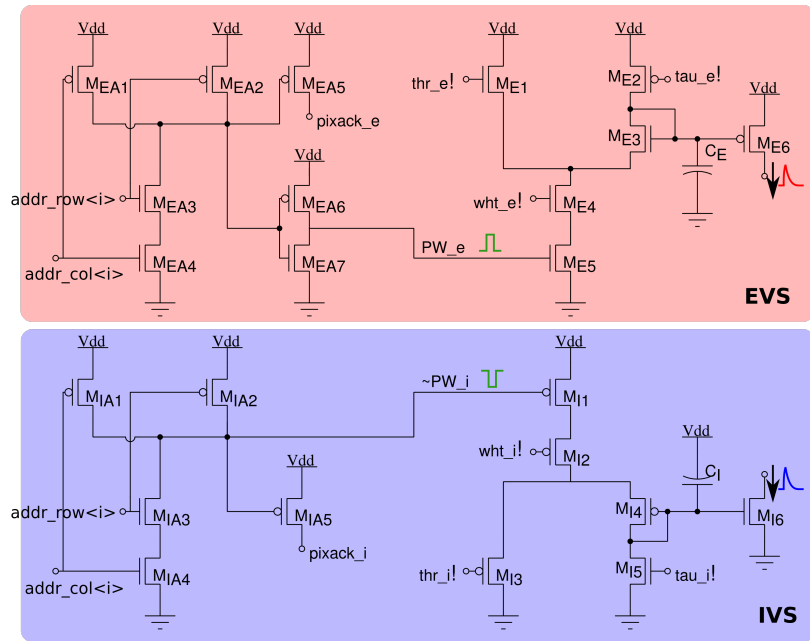 Vdd Vdd Vdd Vdd Vdd
M_EA1 M_EA2 M_EA5 thr_e! M_E1 M_E2 tau_e! Vdd
pixack_e M_E3 C_E M_E6
Vdd
addr_row<i> M_EA3 M_EA6 wht_e! M_E4
addr_col<i> M_EA4 M_EA7 PW_e M_E5
EVS
Vdd Vdd Vdd
M_IA1 M_IA2 ~PW_i M_I1
Vdd wht_i! M_I2 Vdd C_I
addr_row<i> M_IA3 M_IA5 M_I4 M_I6
pixack_i
addr_col<i> M_IA4 thr_i! M_I3 M_I5 tau_i!
IVS